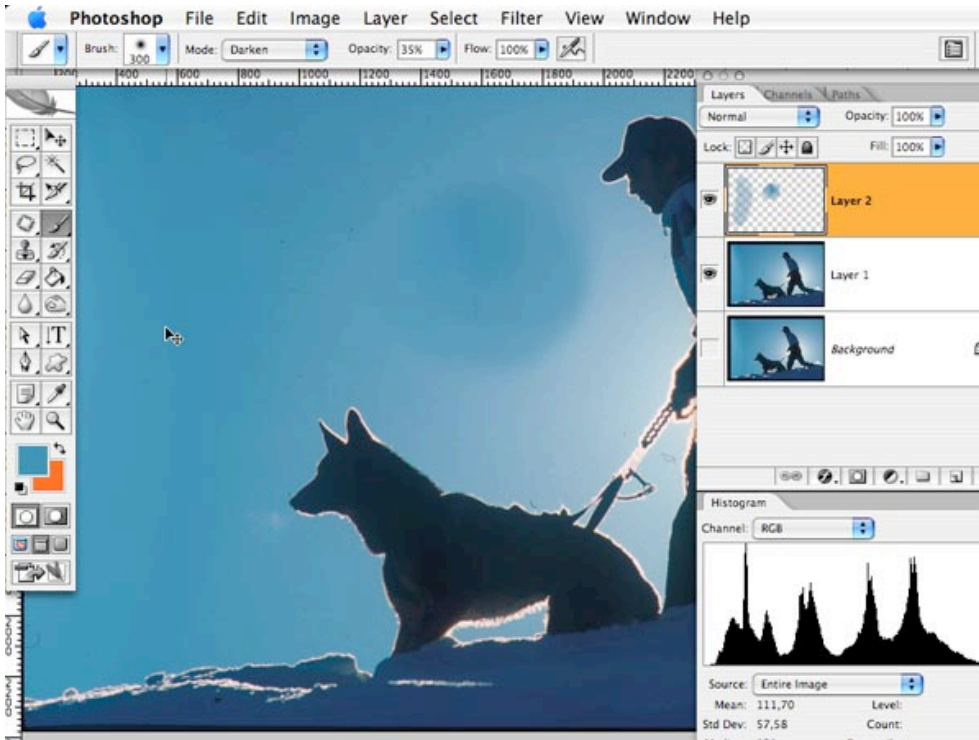 Photoshop File Edit Image Layer Select Filter View Window Help
Brush: 300 Mode: Darken Opacity: 35% Flow: 100%
200 400 600 800 1000 1200 1400 1600 1800 2000 2200
Layers Channels Paths
Normal Opacity: 100%
Lock: Fill: 100%
Layer 2
Layer 1
Background
Histogram
Channel: RGB
Source: Entire Image
Mean: 111,70 Level:
Std Dev: 57,58 Count: